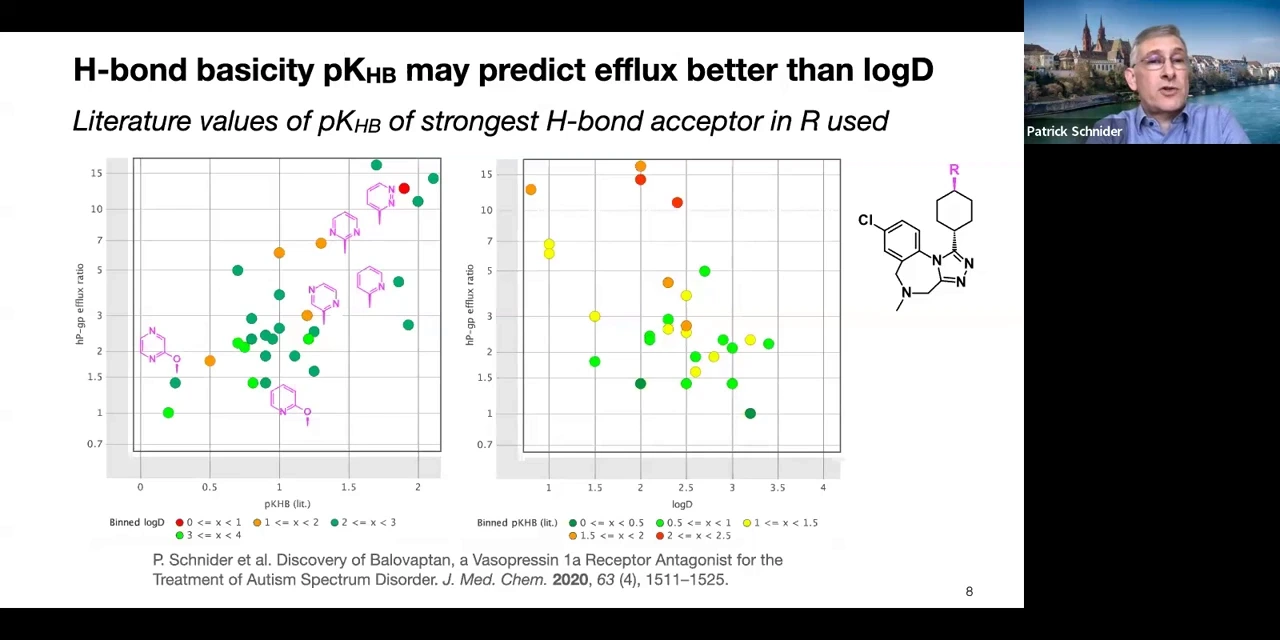 H-bond basicity pKHB may predict efflux better than logD
Literature values of pKHB of strongest H-bond acceptor in R used
Patrick Schnider
hP-gp efflux ratio
15
10
7
5
3
2
1.5
1
0.7
0
0.5
1
1.5
2
pKHB (lit.)
N
N
N
N
N
N
N
N
N
O
N
O
Binned logD
0 <= x < 1
1 <= x < 2
2 <= x < 3
3 <= x < 4
hP-gp efflux ratio
15
10
7
5
3
2
1.5
1
0.7
1
1.5
2
2.5
3
3.5
4
logD
Binned pKHB (lit.)
0 <= x < 0.5
0.5 <= x < 1
1 <= x < 1.5
1.5 <= x < 2
2 <= x < 2.5
R
Cl
N
N
N
N
P. Schnider et al. Discovery of Balovaptan, a Vasopressin 1a Receptor Antagonist for the
Treatment of Autism Spectrum Disorder. J. Med. Chem. 2020, 63 (4), 1511–1525.
8